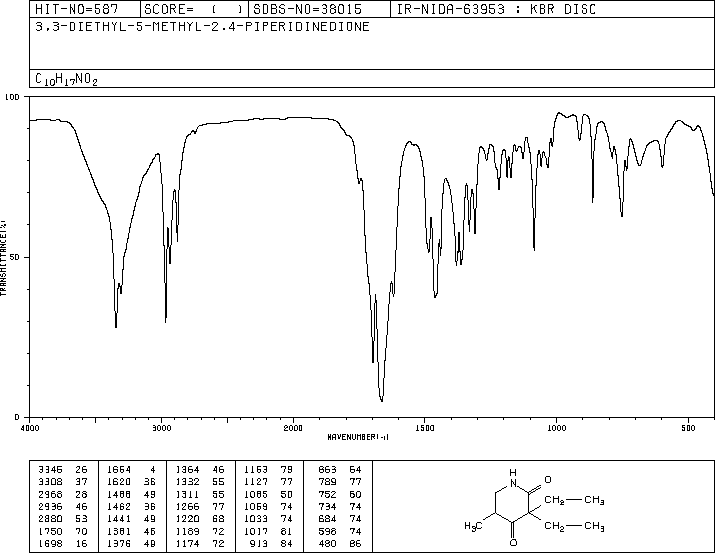 HIT-NO=587 SCORE= ( ) SDBS-NO=38015 IR-NIDA-63953 : KBR DISC
3,3-DIETHYL-5-METHYL-2,4-PIPERIDINEDIONE
C10H17NO2
100
50
0
TRANSMITTANCE(%)
4000 3000 2000 1500 1000 500
WAVENUMBER(-1)
3345 26 1664 4 1364 46 1153 79 863 64
3308 37 1620 36 1332 55 1127 77 789 77
2968 28 1488 49 1311 55 1085 50 752 60
2936 46 1462 36 1266 77 1069 74 734 74
2880 53 1441 49 1220 68 1033 74 684 74
1750 70 1381 46 1189 72 1017 81 598 74
1698 16 1376 49 1174 72 913 84 480 86
H
N O
CH2 CH3
H3C CH2 CH3
O